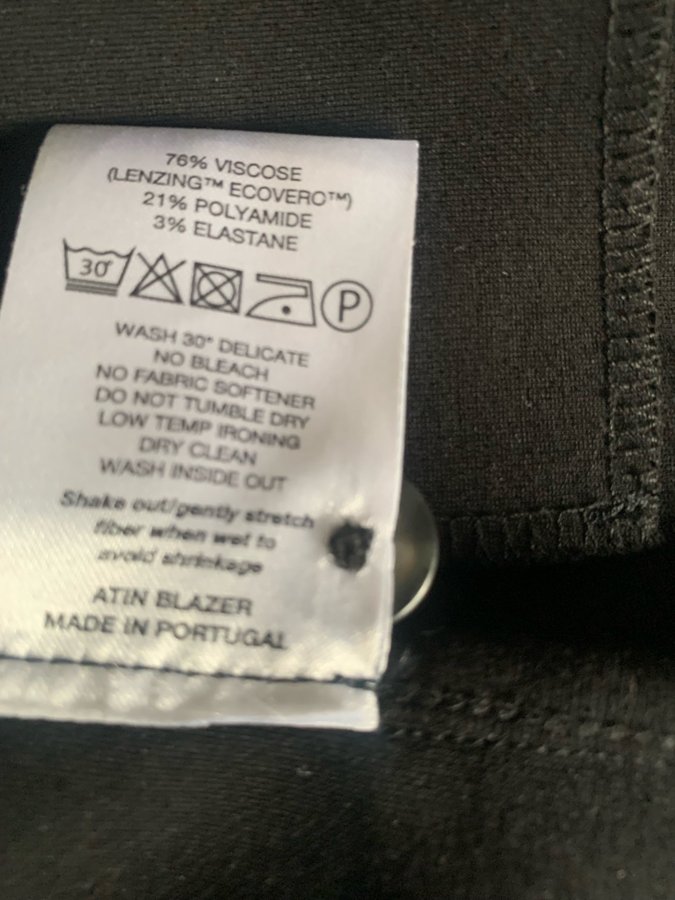 76% VISCOSE
(LENZING™ ECOVERO™)
21% POLYAMIDE
3% ELASTANE
30° P
WASH 30° DELICATE
NO BLEACH
NO FABRIC SOFTENER
DO NOT TUMBLE DRY
LOW TEMP IRONING
DRY CLEAN
WASH INSIDE OUT
Shake out/gently stretch
fiber when wet to
avoid shrinkage
ATIN BLAZER
MADE IN PORTUGAL